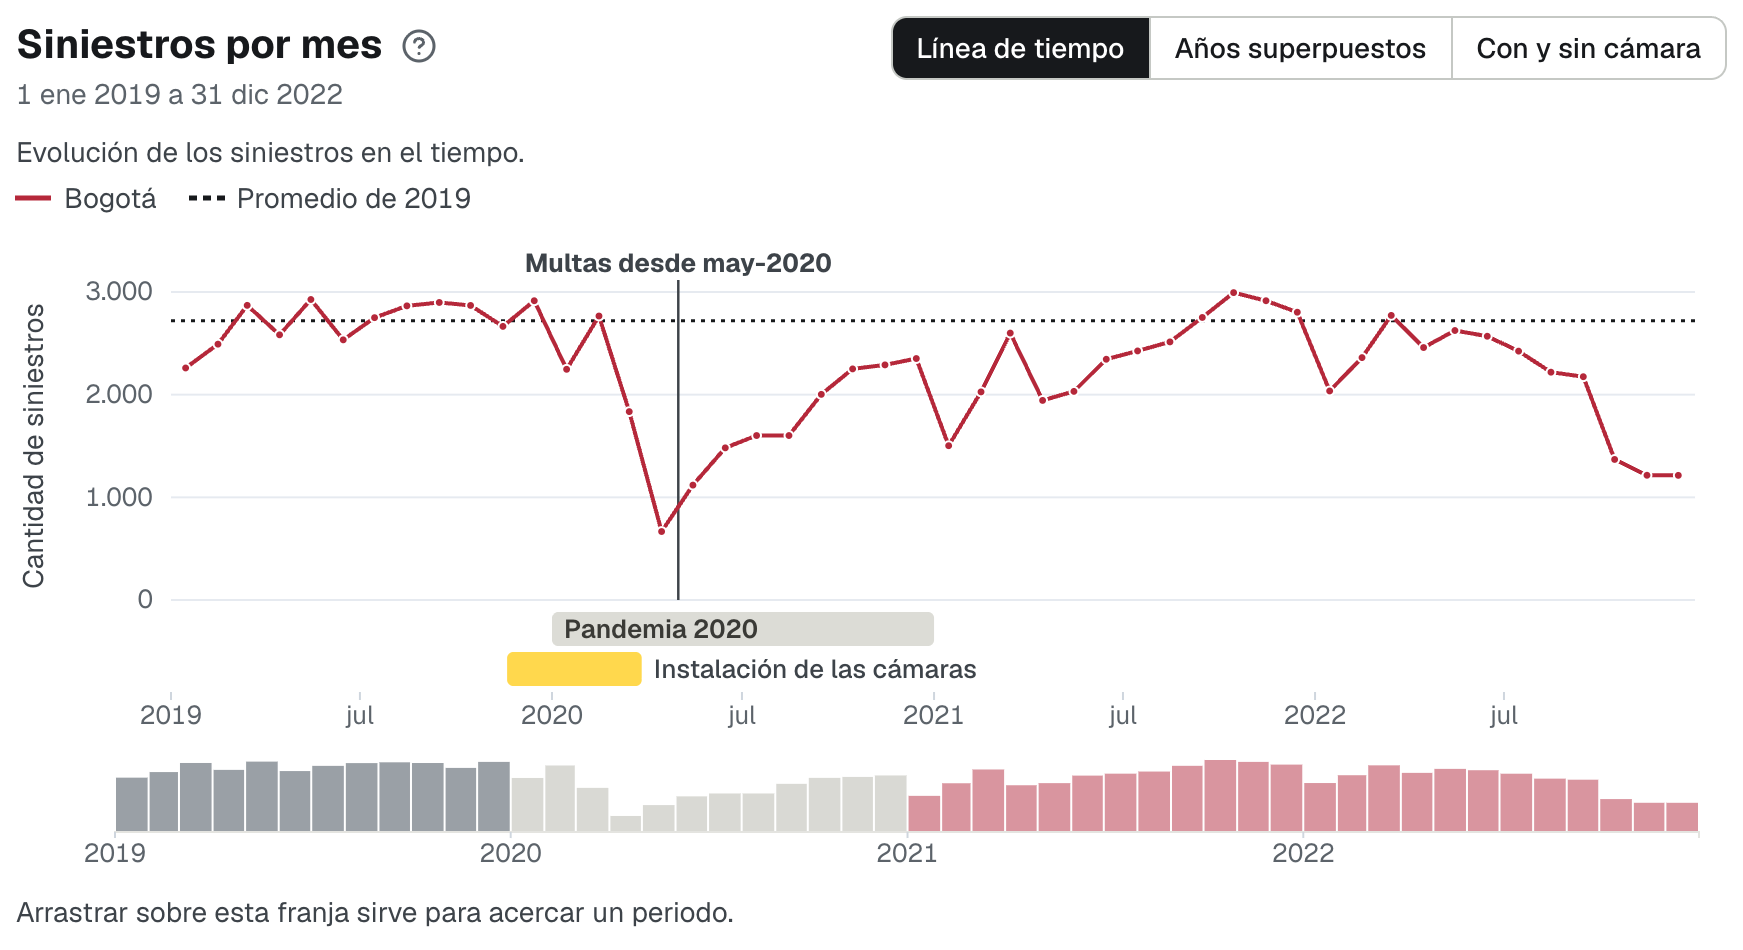 Siniestros por mes ?
Línea de tiempo Años superpuestos Con y sin cámara
1 ene 2019 a 31 dic 2022
Evolución de los siniestros en el tiempo.
Bogotá Promedio de 2019
Multas desde may-2020
Cantidad de siniestros
3.000
2.000
1.000
0
Pandemia 2020
Instalación de las cámaras
2019 jul 2020 jul 2021 jul 2022 jul
2019 2020 2021 2022
Arrastrar sobre esta franja sirve para acercar un periodo.